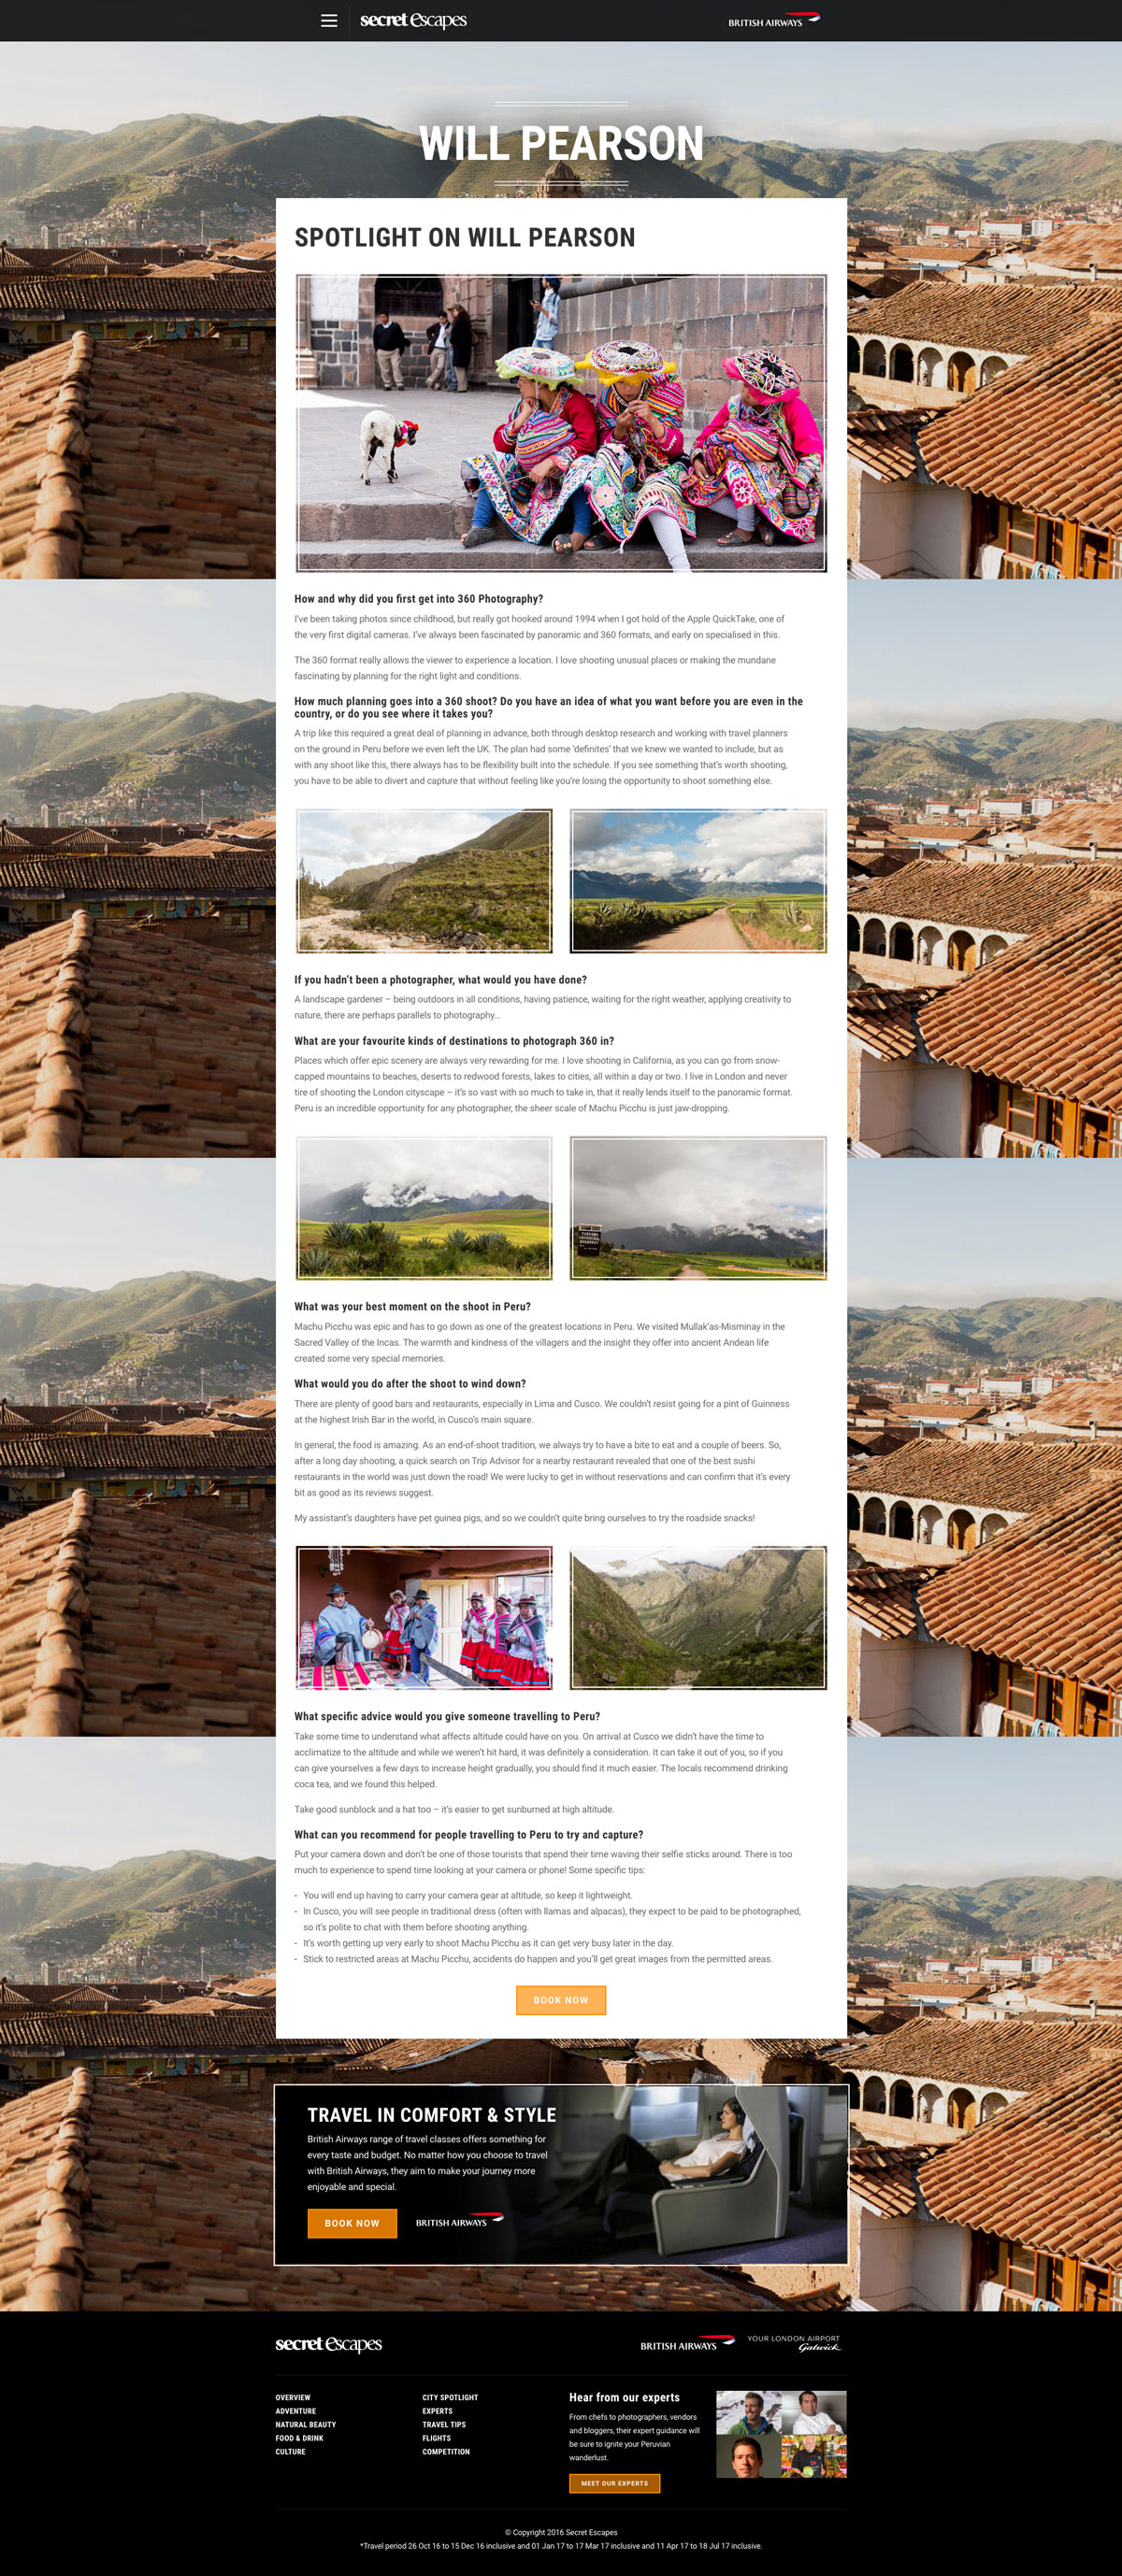 secret Escapes
BRITISH AIRWAYS
WILL PEARSON
SPOTLIGHT ON WILL PEARSON
How and why did you first get into 360 Photography?
I've been taking photos since childhood, but really got hooked around 1994 when I got hold of the Apple QuickTake, one of
the very first digital cameras. I've always been fascinated by panoramic and 360 formats, and early on specialised in this.
The 360 format really allows the viewer to experience a location. I love shooting unusual places or making the mundane
fascinating by planning for the right light and conditions.
How much planning goes into a 360 shoot? Do you have an idea of what you want before you are even in the
country, or do you see where it takes you?
A trip like this required a great deal of planning in advance, both through desktop research and working with travel planners
on the ground in Peru before we even left the UK. The plan had some 'definites' that we knew we wanted to include, but as
with any shoot like this, there always has to be flexibility built into the schedule. If you see something that's worth shooting,
you have to be able to divert and capture that without feeling like you're losing the opportunity to shoot something else.
If you hadn't been a photographer, what would you have done?
A landscape gardener – being outdoors in all conditions, having patience, waiting for the right weather, applying creativity to
nature, there are perhaps parallels to photography...
What are your favourite kinds of destinations to photograph 360 in?
Places which offer epic scenery are always very rewarding for me. I love shooting in California, as you can go from snow-
capped mountains to beaches, deserts to redwood forests, lakes to cities, all within a day or two. I live in London and never
tire of shooting the London cityscape – it's so vast with so much to take in, that it really lends itself to the panoramic format.
Peru is an incredible opportunity for any photographer, the sheer scale of Machu Picchu is just jaw-dropping.
What was your best moment on the shoot in Peru?
Machu Picchu was epic and has to go down as one of the greatest locations in Peru. We visited Mullak'as-Misminay in the
Sacred Valley of the Incas. The warmth and kindness of the villagers and the insight they offer into ancient Andean life
created some very special memories.
What would you do after the shoot to wind down?
There are plenty of good bars and restaurants, especially in Lima and Cusco. We couldn't resist going for a pint of Guinness
at the highest Irish Bar in the world, in Cusco's main square.
In general, the food is amazing. As an end-of-shoot tradition, we always try to have a bite to eat and a couple of beers. So,
after a long day shooting, a quick search on Trip Advisor for a nearby restaurant revealed that one of the best sushi
restaurants in the world was just down the road! We were lucky to get in without reservations and can confirm that it's every
bit as good as its reviews suggest.
My assistant's daughters have pet guinea pigs, and so we couldn't quite bring ourselves to try the roadside snacks!
What specific advice would you give someone travelling to Peru?
Take some time to understand what affects altitude could have on you. On arrival at Cusco we didn't have the time to
acclimatize to the altitude and while we weren't hit hard, it was definitely a consideration. It can take it out of you, so if you
can give yourselves a few days to increase height gradually, you should find it much easier. The locals recommend drinking
coca tea, and we found this helped.
Take good sunblock and a hat too – it's easier to get sunburned at high altitude.
What can you recommend for people travelling to Peru to try and capture?
Put your camera down and don't be one of those tourists that spend their time waving their selfie sticks around. There is too
much to experience to spend time looking at your camera or phone! Some specific tips:
- You will end up having to carry your camera gear at altitude, so keep it lightweight.
- In Cusco, you will see people in traditional dress (often with llamas and alpacas), they expect to be paid to be photographed,
so it's polite to chat with them before shooting anything.
- It's worth getting up very early to shoot Machu Picchu as it can get very busy later in the day.
- Stick to restricted areas at Machu Picchu, accidents do happen and you'll get great images from the permitted areas.
BOOK NOW
TRAVEL IN COMFORT & STYLE
British Airways range of travel classes offers something for
every taste and budget. No matter how you choose to travel
with British Airways, they aim to make your journey more
enjoyable and special.
BOOK NOW
BRITISH AIRWAYS
secret Escapes
BRITISH AIRWAYS
YOUR LONDON AIRPORT
Gatwick
OVERVIEW
ADVENTURE
NATURAL BEAUTY
FOOD & DRINK
CULTURE
CITY SPOTLIGHT
EXPERTS
TRAVEL TIPS
FLIGHTS
COMPETITION
Hear from our experts
From chefs to photographers, vendors
and bloggers, their expert guidance will
be sure to ignite your Peruvian
wanderlust.
MEET OUR EXPERTS
© Copyright 2016 Secret Escapes
*Travel period 26 Oct 16 to 15 Dec 16 inclusive and 01 Jan 17 to 17 Mar 17 inclusive and 11 Apr 17 to 18 Jul 17 inclusive.